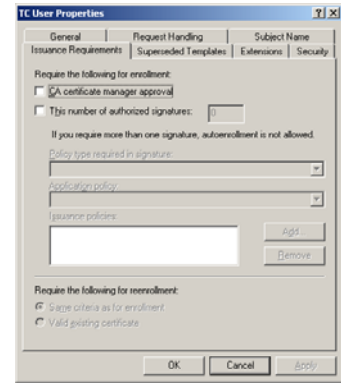 TC User Properties
General Request Handling Subject Name
Issuance Requirements Superseded Templates Extensions Security
Require the following for enrollment:
CA certificate manager approval
This number of authorized signatures: 0
If you require more than one signature, autoenrollment is not allowed.
Policy type required in signature:
Application policy:
Issuance policies:
Add...
Remove
Require the following for reenrollment:
Same criteria as for enrollment
Valid existing certificate
OK Cancel Apply